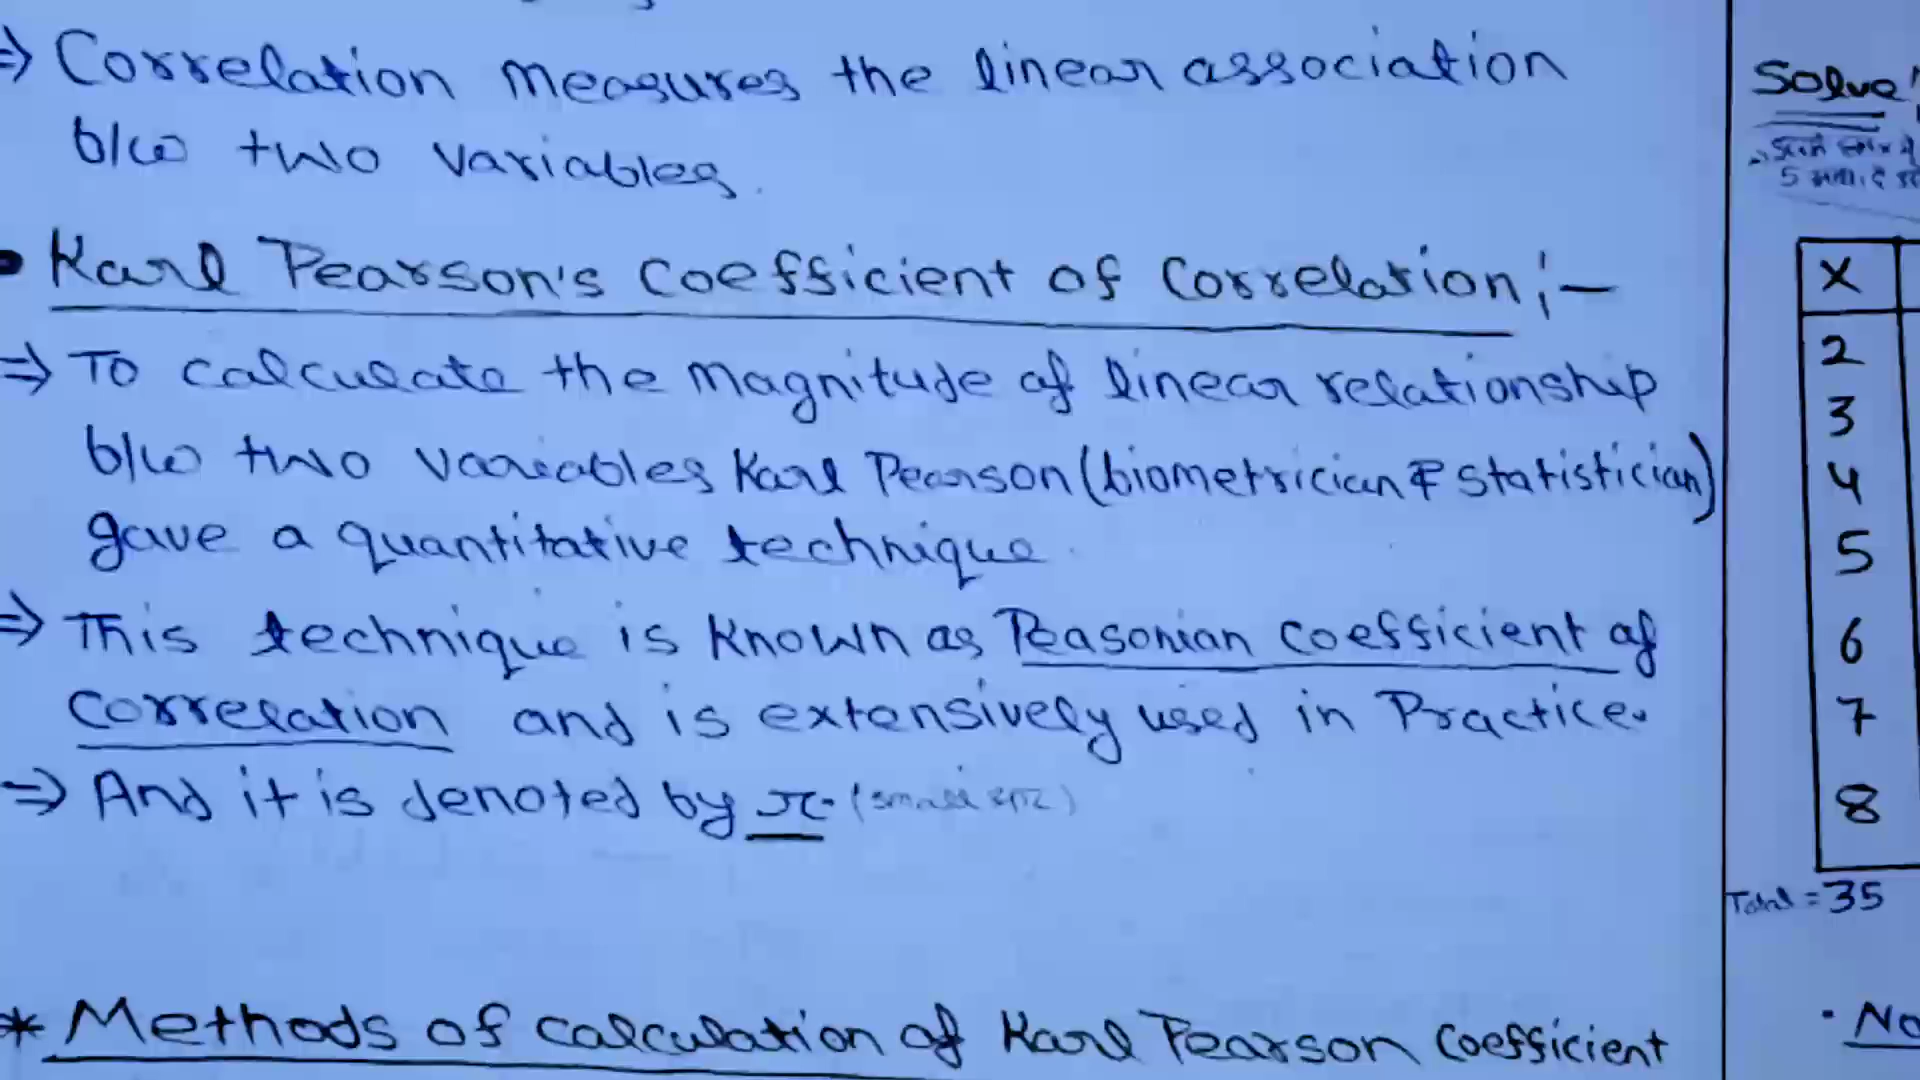 => Correlation measures the linear association
b/w two variables.
• Karl Pearson's coefficient of Correlation :-
=> To calculate the magnitude of linear relationship
b/w two variables Karl Pearson (biometrician & statistician)
gave a quantitative technique.
=> This technique is known as Peasonian coefficient of
correlation and is extensively used in Practice.
=> And it is denoted by r. (small
* Methods of calculation of Karl Pearson Coefficient
Solve
5
X
2
3
4
5
6
7
8
Total = 35
• No